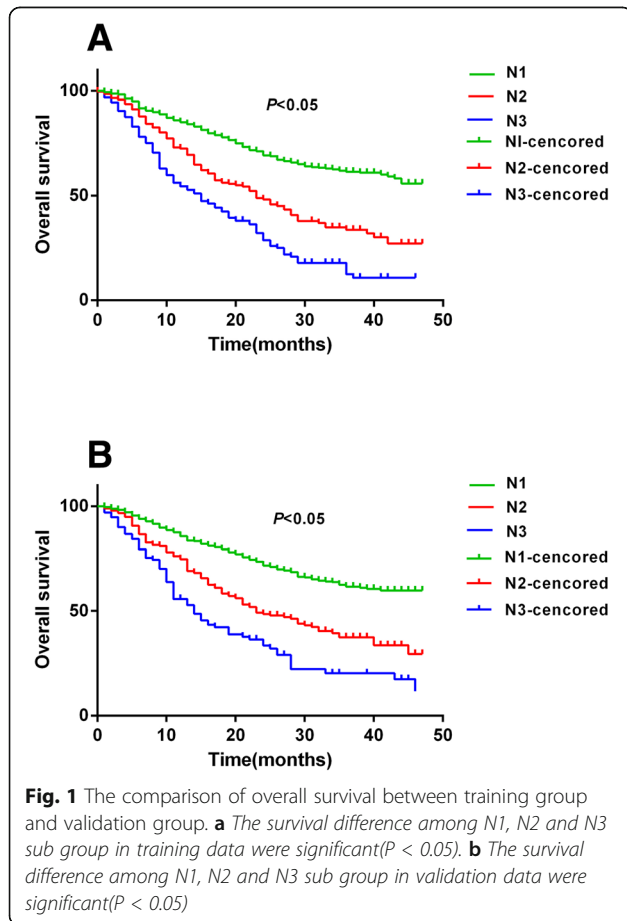 A
P<0.05
N1
N2
N3
NI-cencored
N2-cencored
N3-cencored
Overall survival
100
50
0
0 10 20 30 40 50
Time(months)
B
P<0.05
N1
N2
N3
N1-cencored
N2-cencored
N3-cencored
Overall survival
100
50
0
0 10 20 30 40 50
Time(months)
Fig. 1 The comparison of overall survival between training group
and validation group. a The survival difference among N1, N2 and N3
sub group in training data were significant(P < 0.05). b The survival
difference among N1, N2 and N3 sub group in validation data were
significant(P < 0.05)